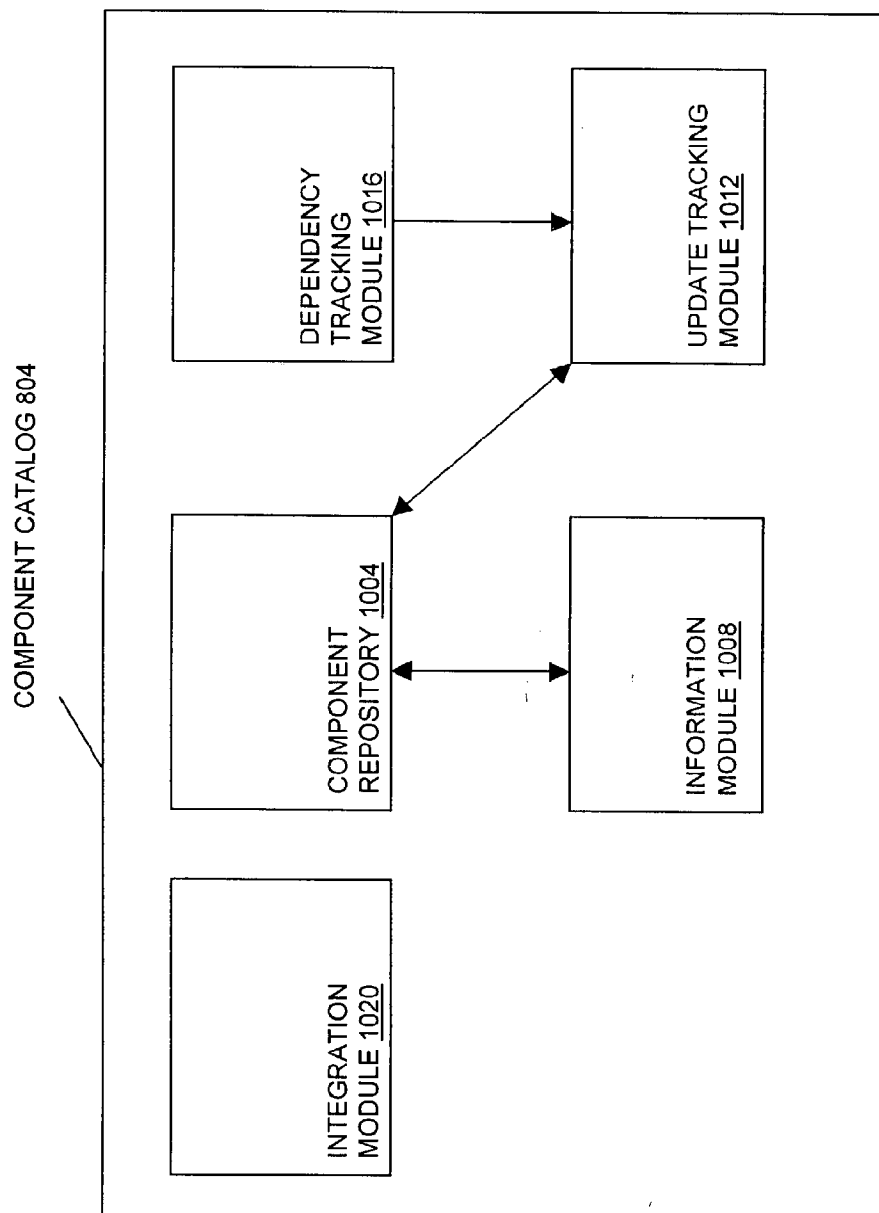 COMPONENT CATALOG 804
INTEGRATION
MODULE 1020
COMPONENT
REPOSITORY 1004
DEPENDENCY
TRACKING
MODULE 1016
INFORMATION
MODULE 1008
UPDATE TRACKING
MODULE 1012